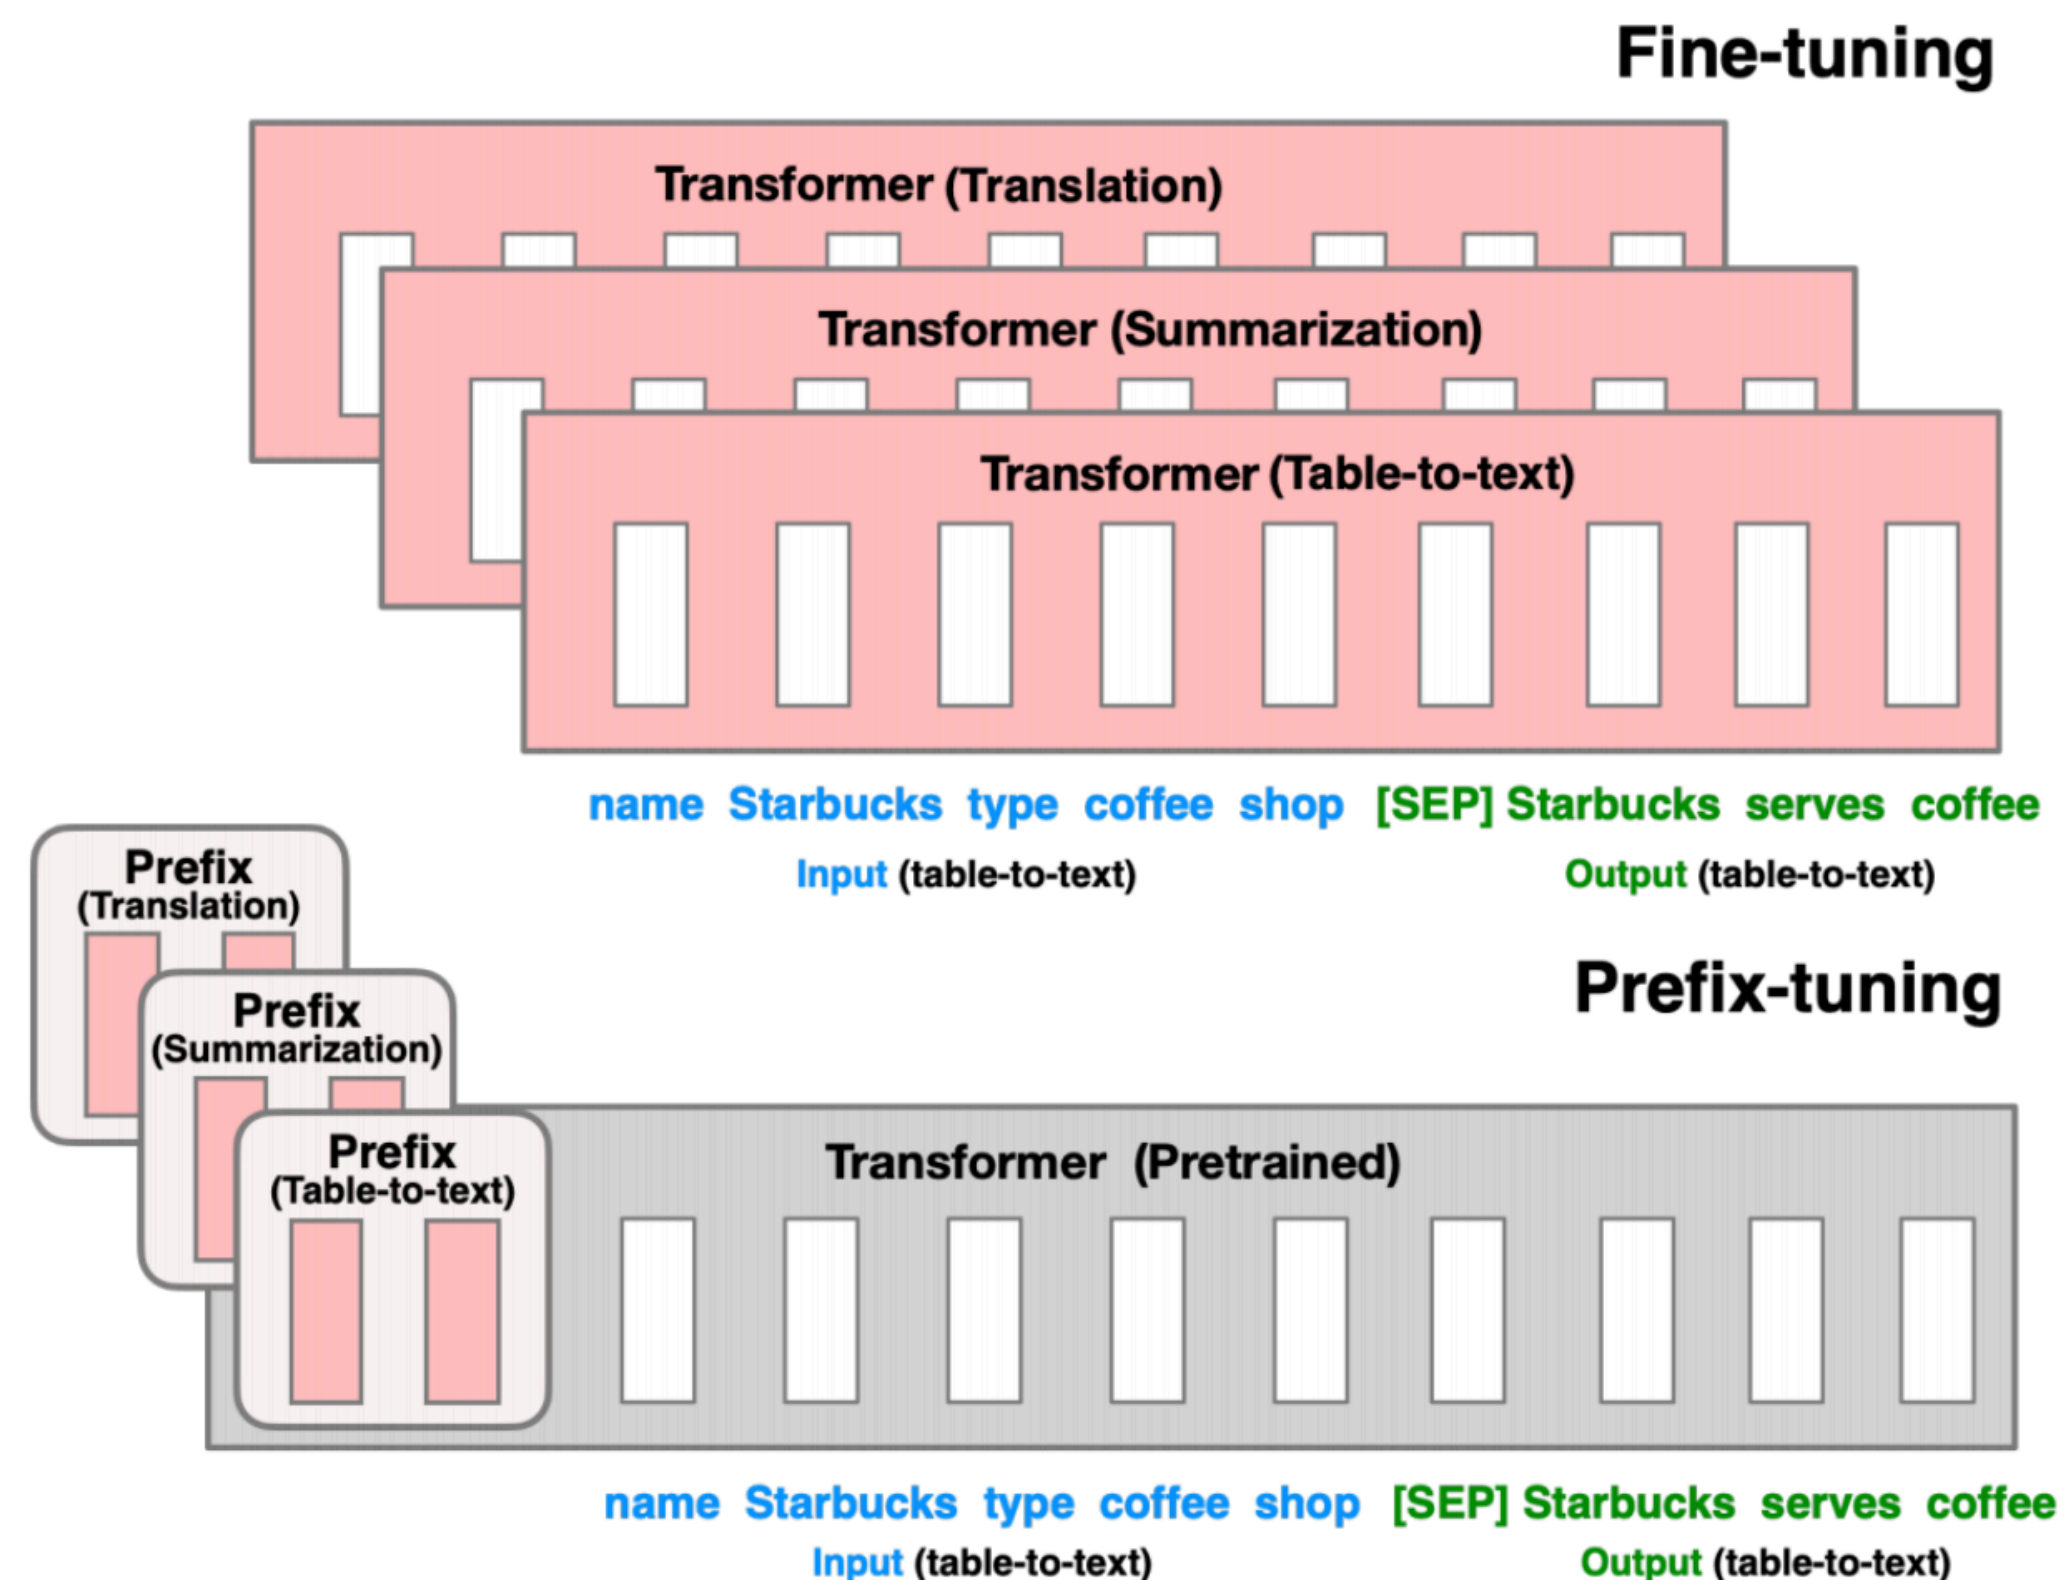 Fine-tuning
Transformer (Translation)
Transformer (Summarization)
Transformer (Table-to-text)
name Starbucks type coffee shop [SEP] Starbucks serves coffee
Input (table-to-text) Output (table-to-text)
Prefix
(Translation)
Prefix-tuning
Prefix
(Summarization)
Prefix
(Table-to-text)
Transformer (Pretrained)
name Starbucks type coffee shop [SEP] Starbucks serves coffee
Input (table-to-text) Output (table-to-text)